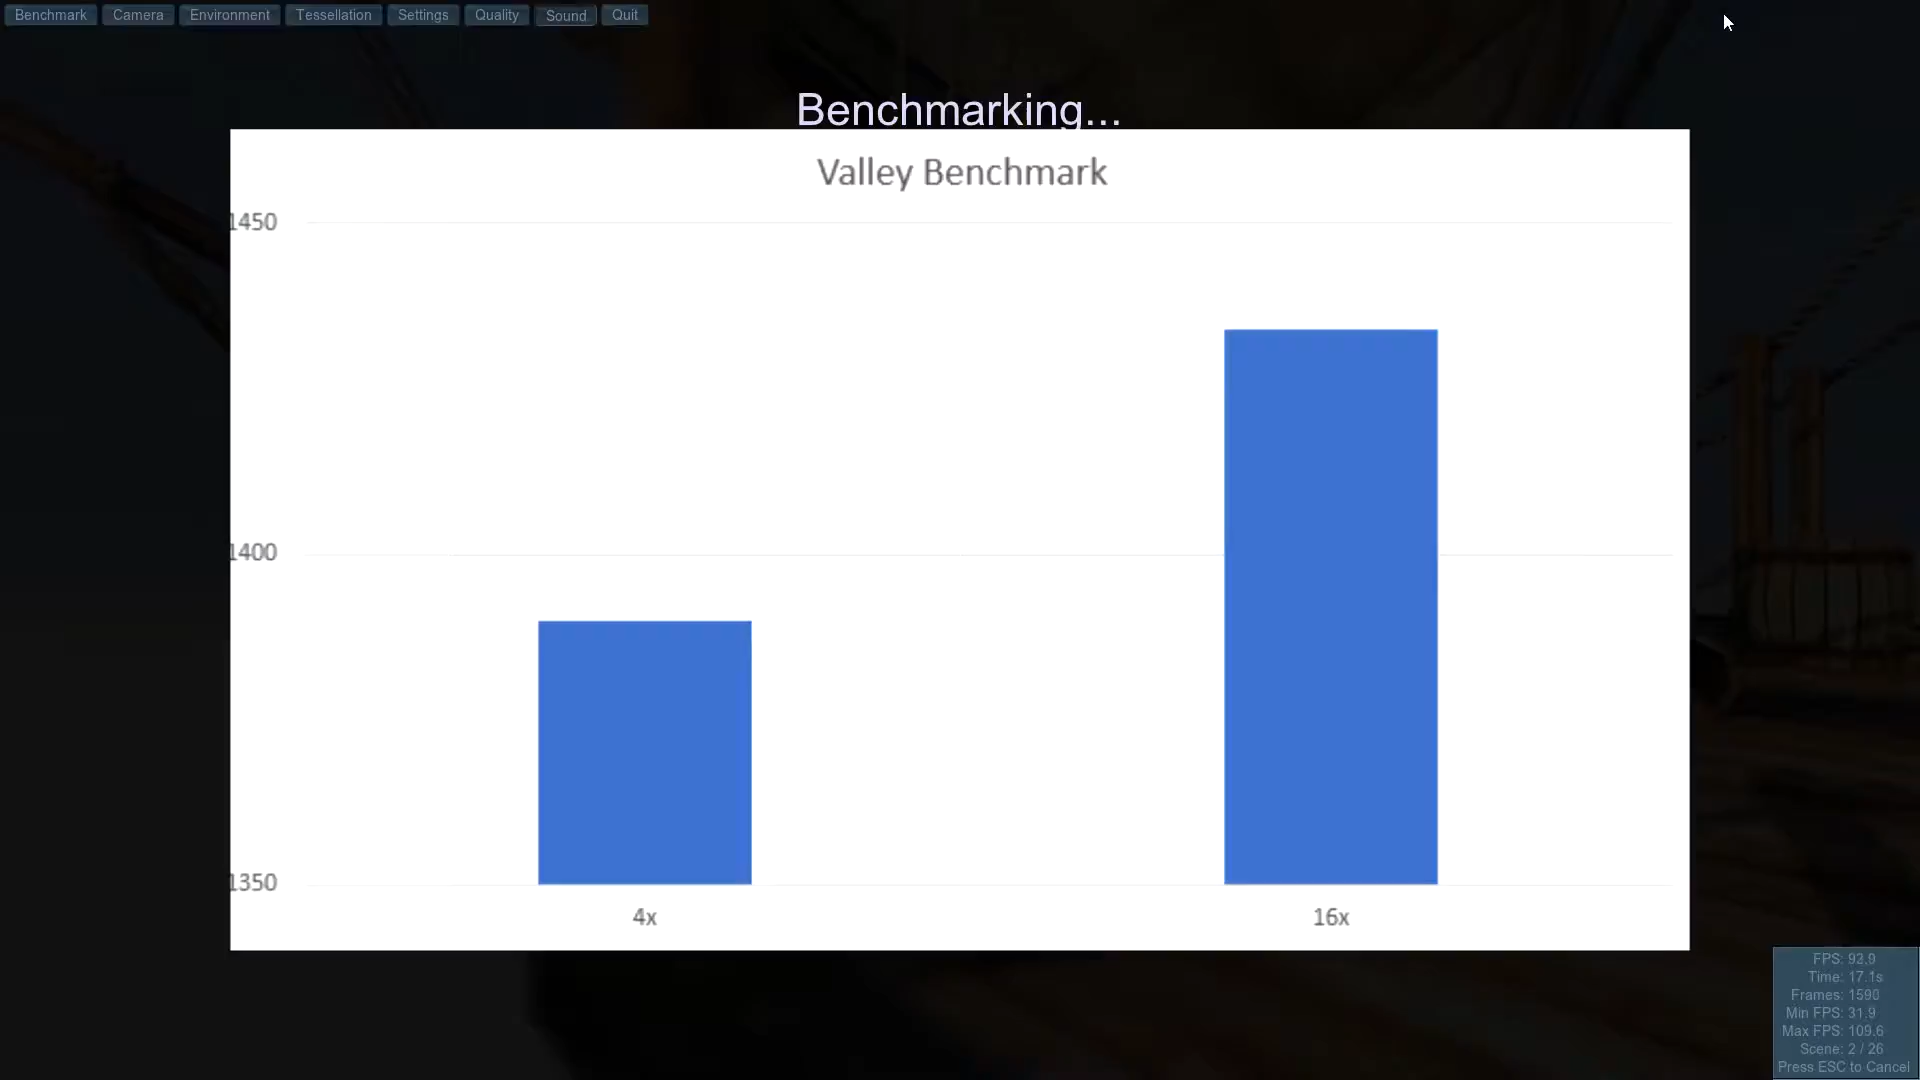 Benchmark Camera Environment Tessellation Settings Quality Sound Quit
Benchmarking...
Valley Benchmark
1450
1400
1350
4x 16x
FPS: 93.9
Time: 17.1s
Frames: 1590
Min FPS: 31.9
Max FPS: 109.6
Scene: 2 / 26
Press ESC to Cancel